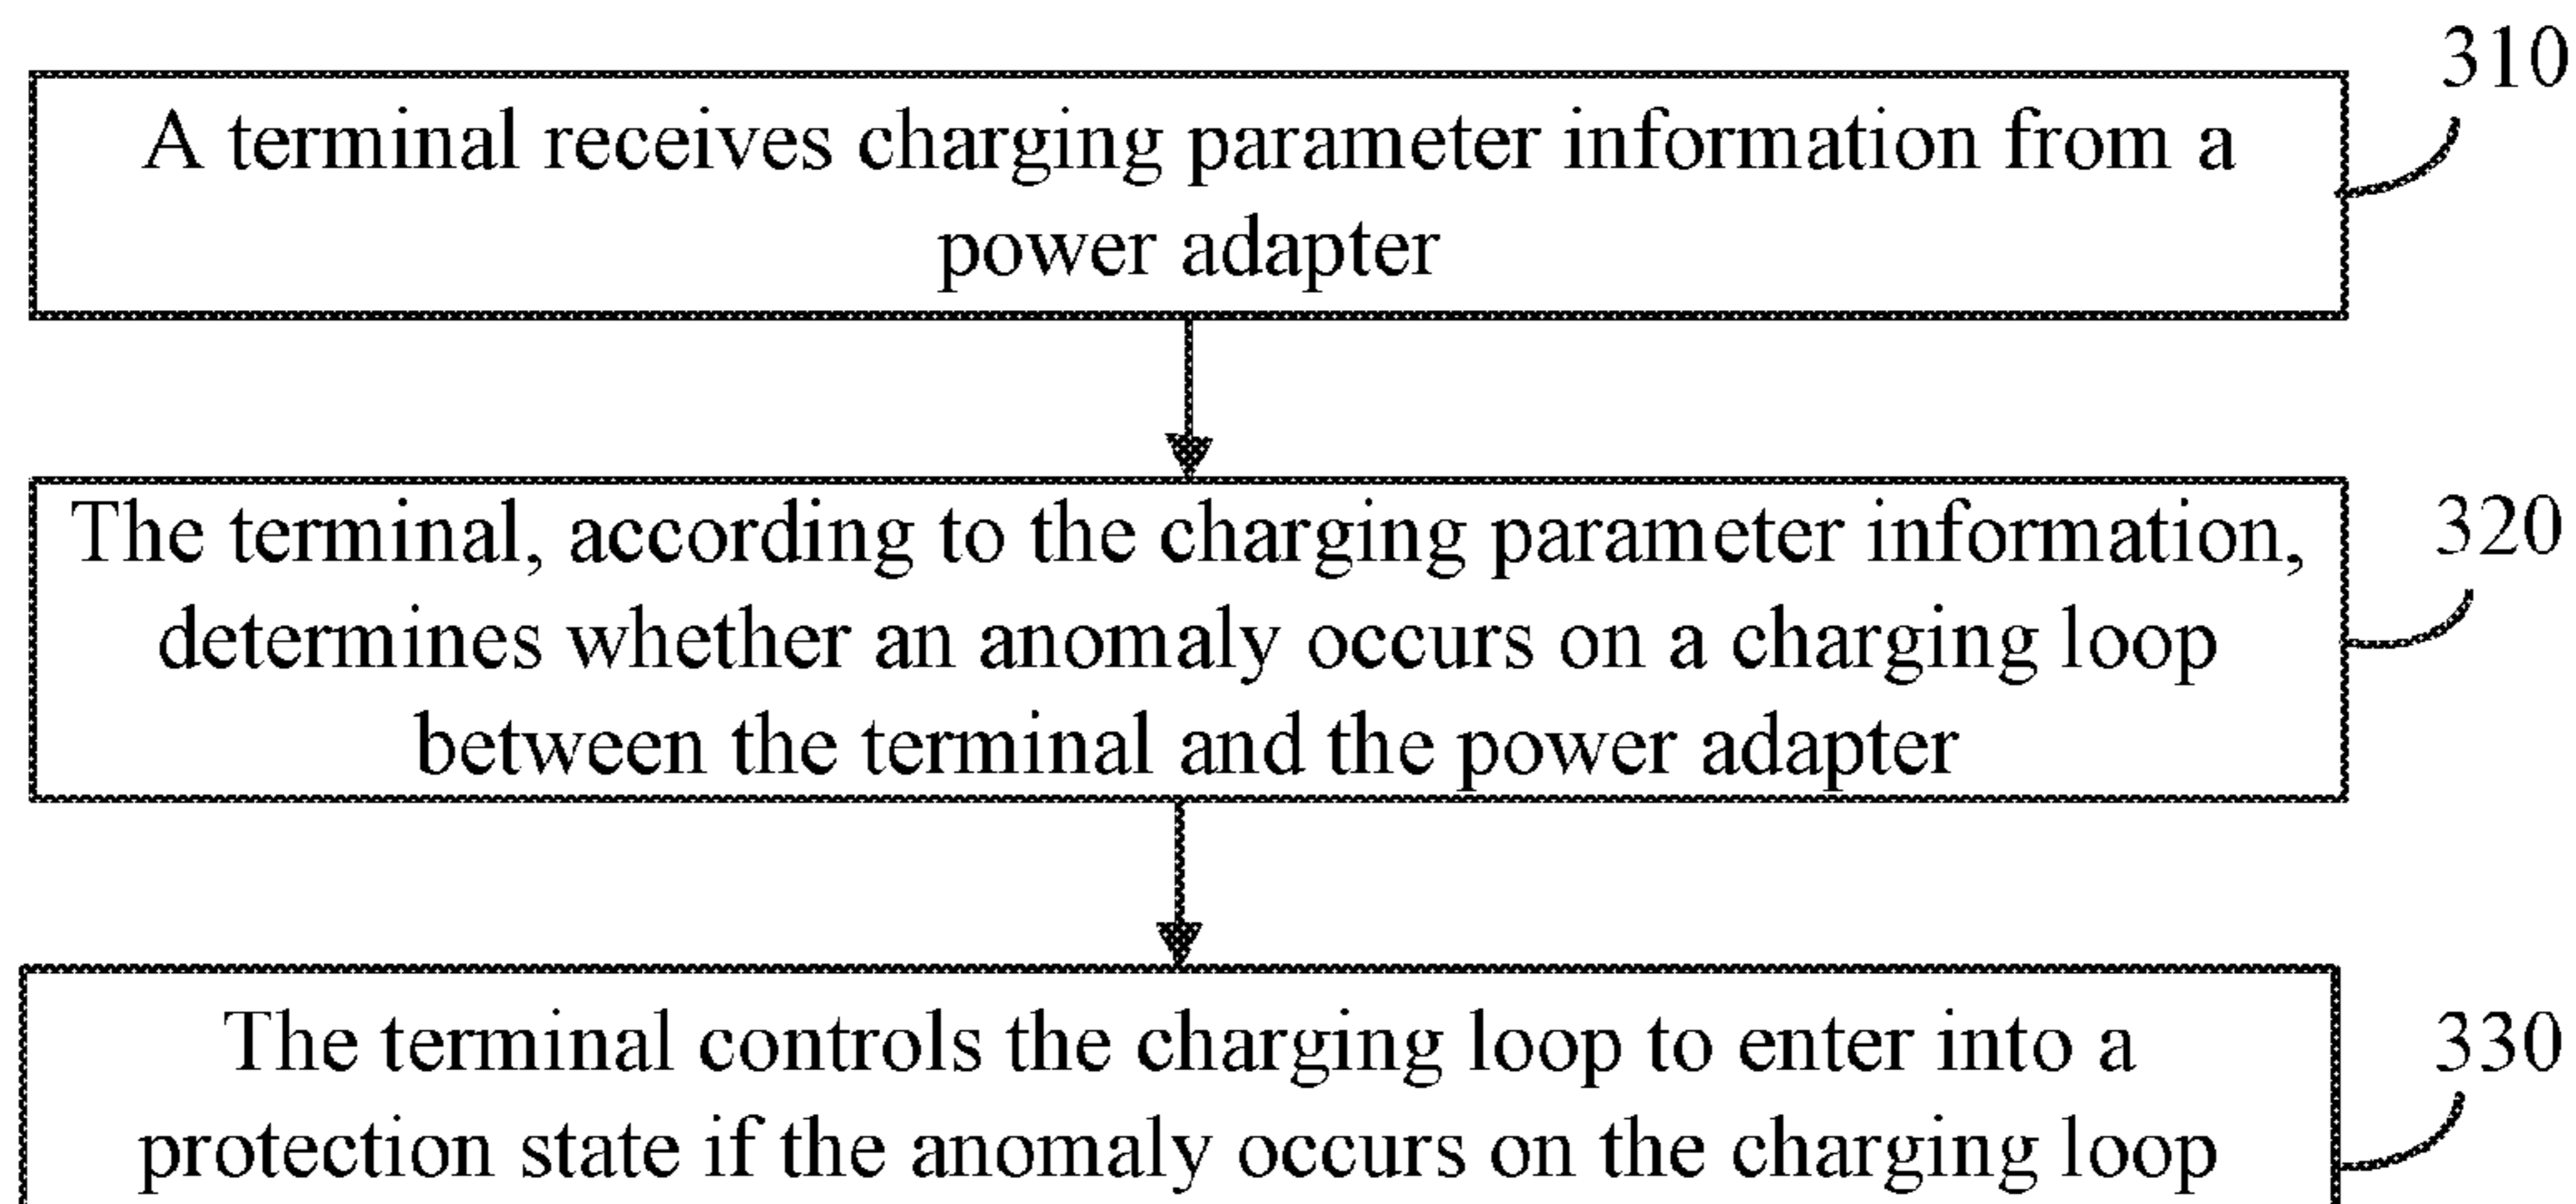 310
A terminal receives charging parameter information from a
power adapter
The terminal, according to the charging parameter information,
determines whether an anomaly occurs on a charging loop
between the terminal and the power adapter
320
The terminal controls the charging loop to enter into a
protection state if the anomaly occurs on the charging loop
330